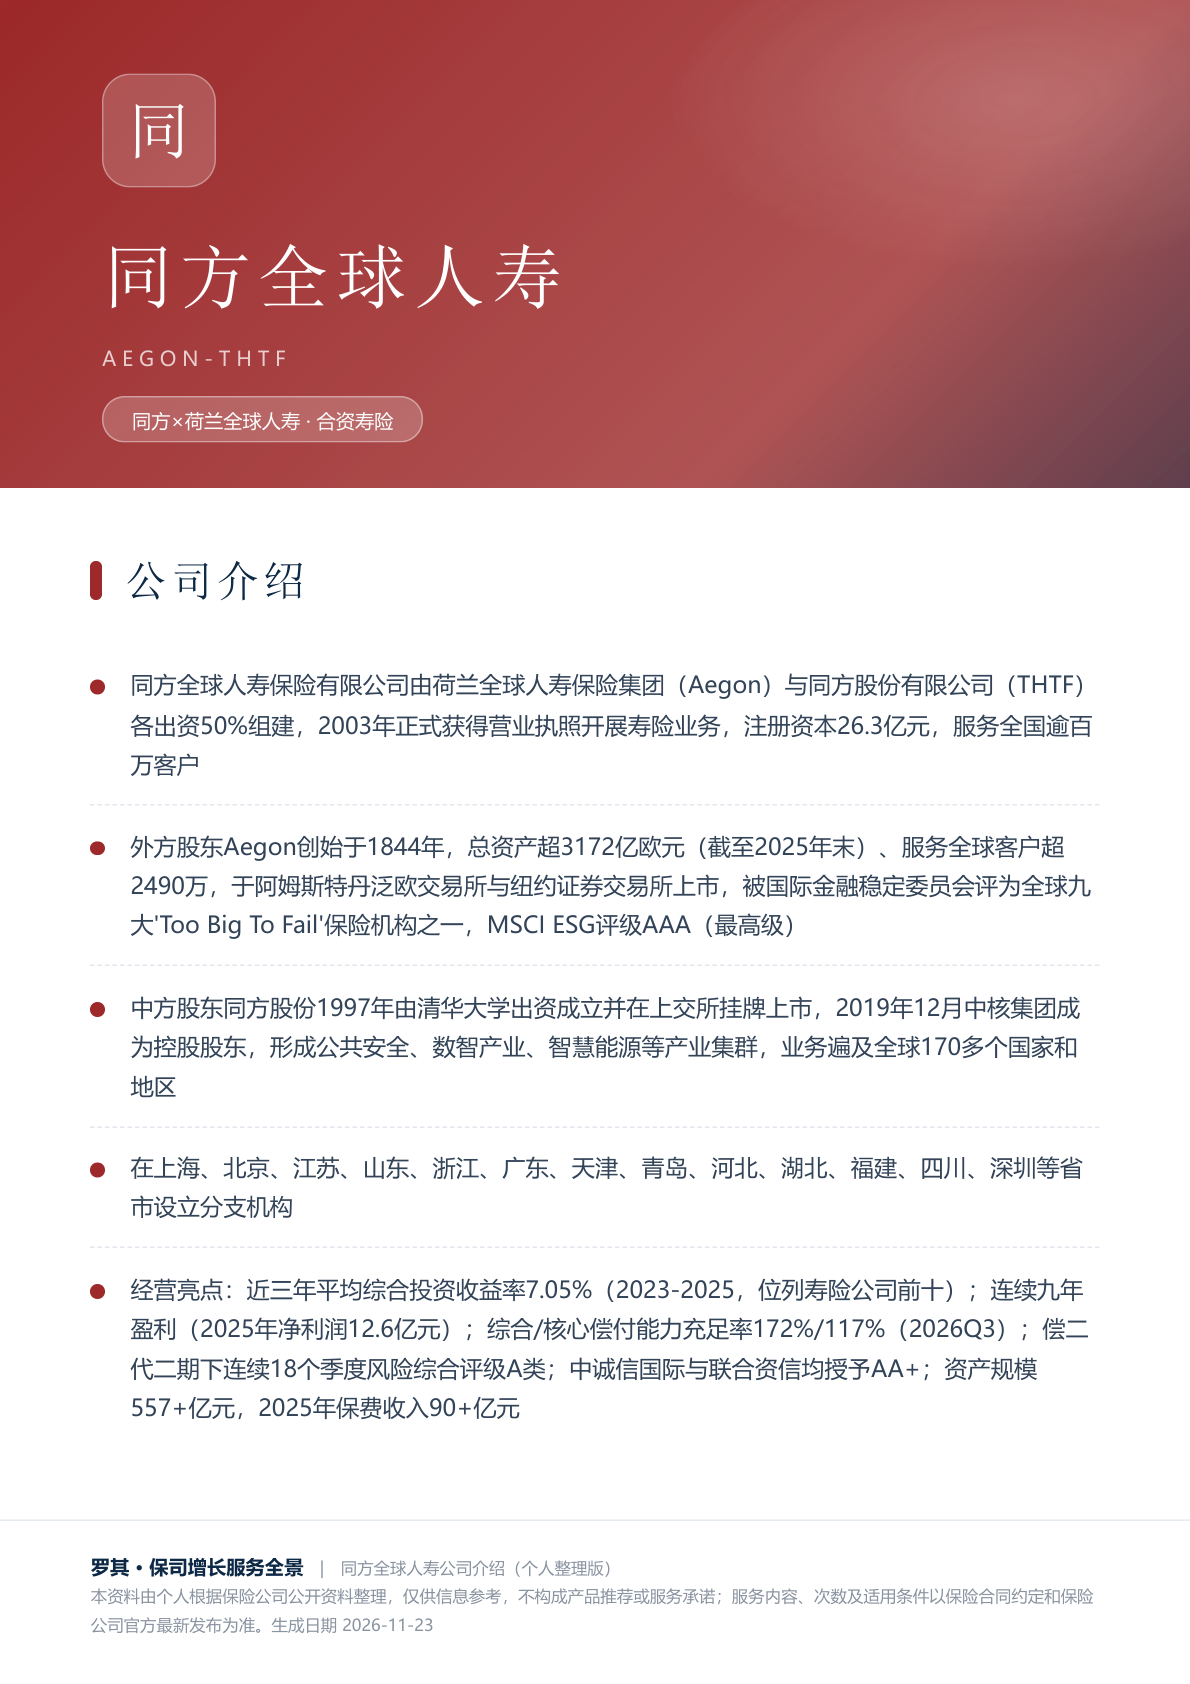 同
同方全球人寿
AEGON-THTF
同方×荷兰全球人寿 · 合资寿险
公司介绍
同方全球人寿保险有限公司由荷兰全球人寿保险集团（Aegon）与同方股份有限公司（THTF）
各出资50%组建，2003年正式获得营业执照开展寿险业务，注册资本26.3亿元，服务全国逾百
万客户
外方股东Aegon创始于1844年，总资产超3172亿欧元（截至2025年末）、服务全球客户超
2490万，于阿姆斯特丹泛欧交易所与纽约证券交易所上市，被国际金融稳定委员会评为全球九
大'Too Big To Fail'保险机构之一，MSCI ESG评级AAA（最高级）
中方股东同方股份1997年由清华大学出资成立并在上交所挂牌上市，2019年12月中核集团成
为控股股东，形成公共安全、数智产业、智慧能源等产业集群，业务遍及全球170多个国家和
地区
在上海、北京、江苏、山东、浙江、广东、天津、青岛、河北、湖北、福建、四川、深圳等省
市设立分支机构
经营亮点：近三年平均综合投资收益率7.05%（2023-2025，位列寿险公司前十）；连续九年
盈利（2025年净利润12.6亿元）；综合/核心偿付能力充足率172%/117%（2026Q3）；偿二
代二期下连续18个季度风险综合评级A类；中诚信国际与联合资信均授予AA+；资产规模
557+亿元，2025年保费收入90+亿元
罗其·保司增长服务全景 | 同方全球人寿公司介绍（个人整理版）
本资料由个人根据保险公司公开资料整理，仅供信息参考，不构成产品推荐或服务承诺；服务内容、次数及适用条件以保险合同约定和保险
公司官方最新发布为准。生成日期 2026-11-23